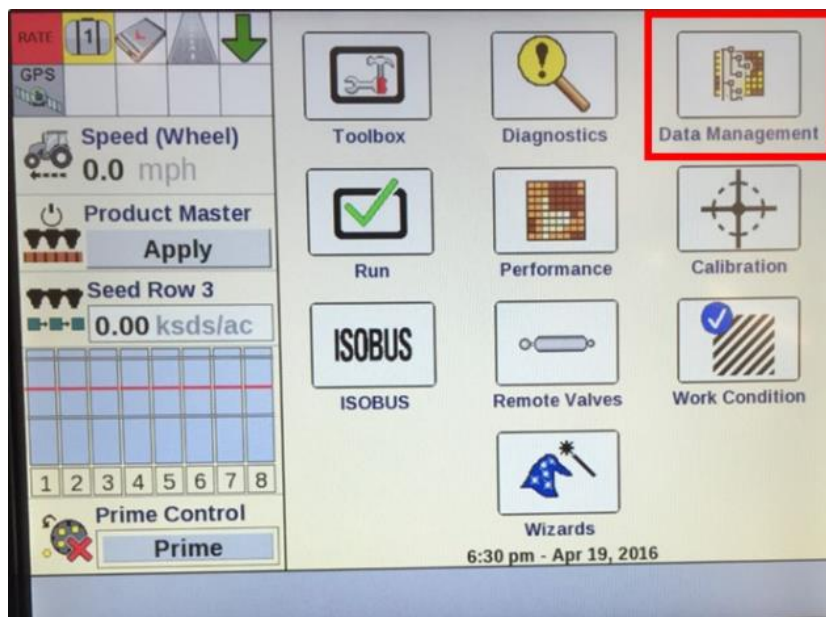 RATE 1
GPS
Speed (Wheel)
0.0 mph
Product Master
Apply
Seed Row 3
0.00 ksds/ac
1 2 3 4 5 6 7 8
Prime Control
Prime
Toolbox Diagnostics Data Management
Run Performance Calibration
ISOBUS
ISOBUS Remote Valves Work Condition
Wizards
6:30 pm - Apr 19, 2016